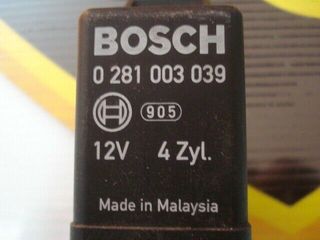 BOSCH
0 281 003 039
905
12V 4 Zyl.
Made in Malaysia